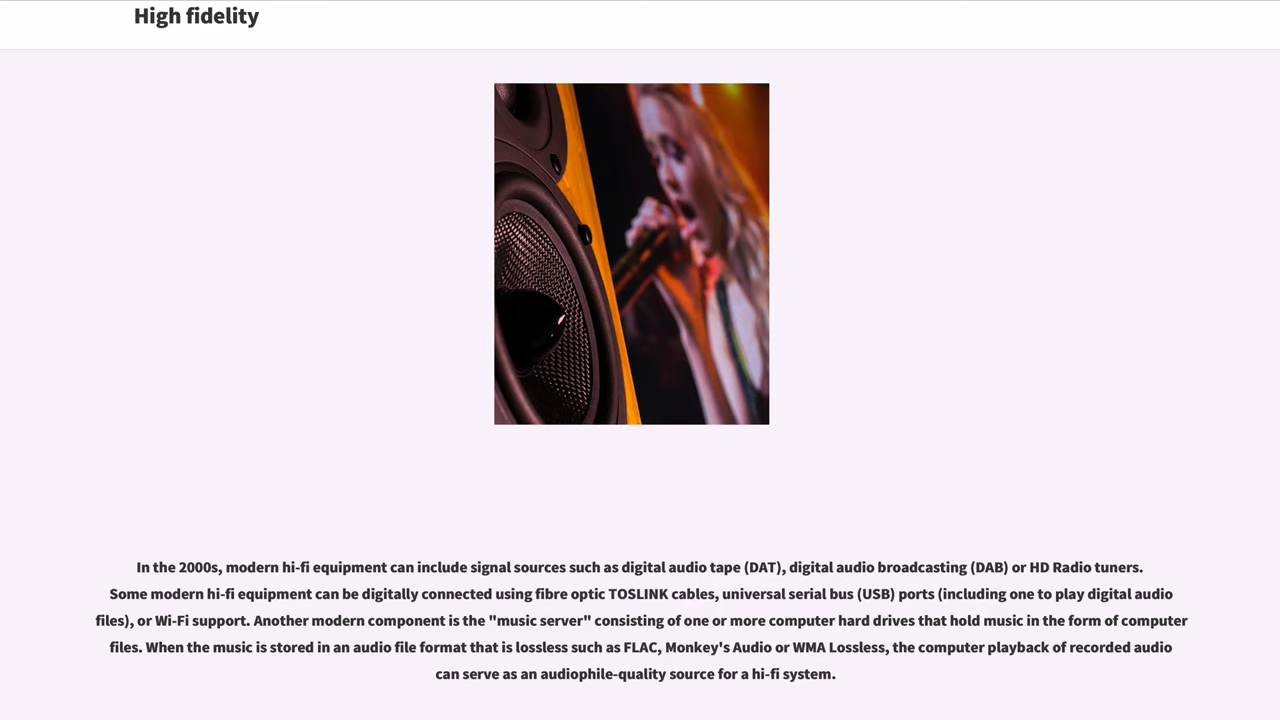 High fidelity
In the 2000s, modern hi-fi equipment can include signal sources such as digital audio tape (DAT), digital audio broadcasting (DAB) or HD Radio tuners.
Some modern hi-fi equipment can be digitally connected using fibre optic TOSLINK cables, universal serial bus (USB) ports (including one to play digital audio
files), or Wi-Fi support. Another modern component is the "music server" consisting of one or more computer hard drives that hold music in the form of computer
files. When the music is stored in an audio file format that is lossless such as FLAC, Monkey's Audio or WMA Lossless, the computer playback of recorded audio
can serve as an audiophile-quality source for a hi-fi system.